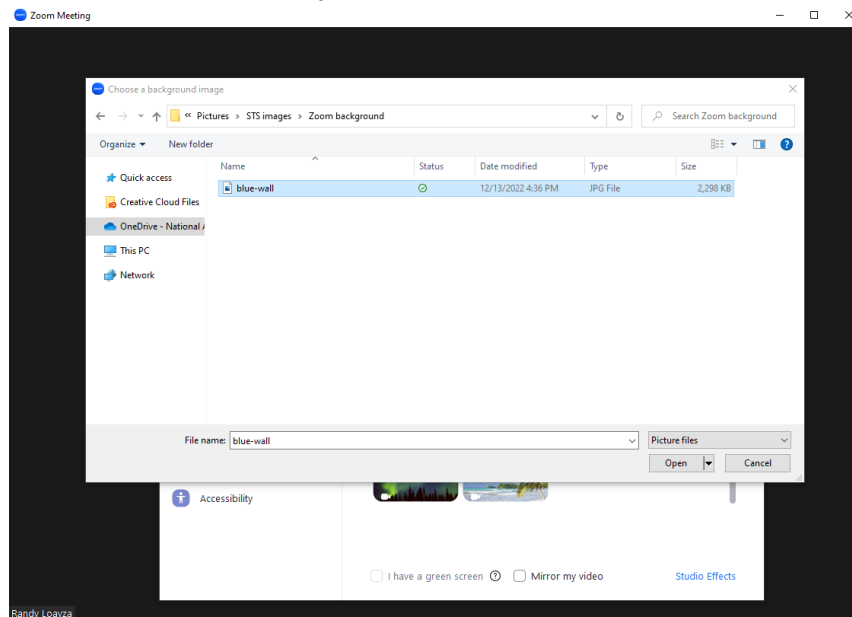 Zoom Meeting
Choose a background image
« Pictures › STS images › Zoom background
Search Zoom background
Organize
New folder
Name Status Date modified Type Size
Quick access
blue-wall 12/13/2022 4:36 PM JPG File 2,298 KB
Creative Cloud Files
OneDrive - National
This PC
Network
File name: blue-wall
Picture files
Open Cancel
Accessibility
I have a green screen ? Mirror my video Studio Effects
Randy Loayza